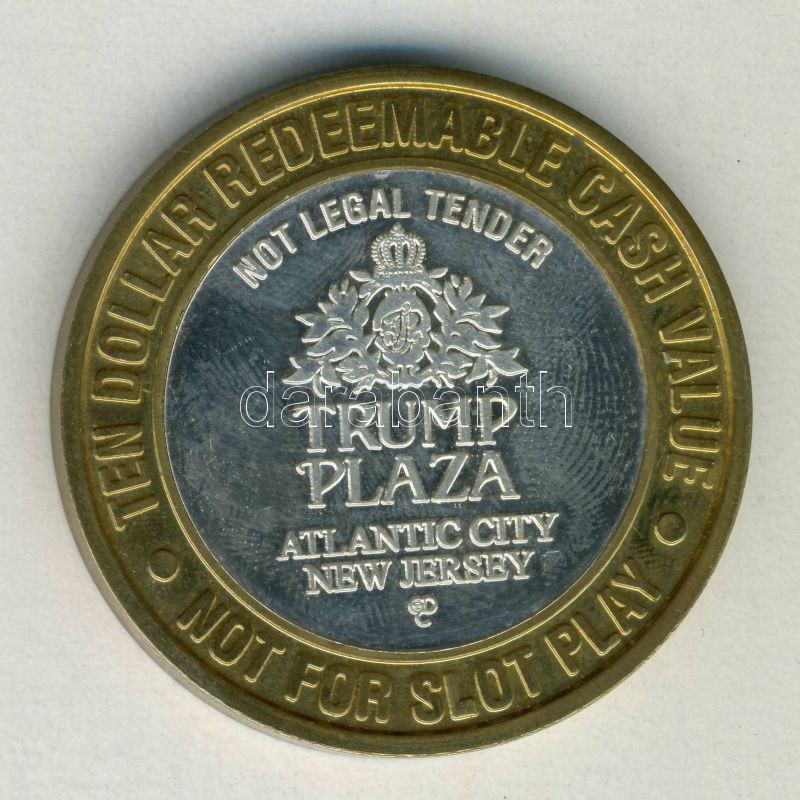 TEN DOLLAR REDEEMABLE CASH VALUE
NOT LEGAL TENDER
TRUMP
PLAZA
ATLANTIC CITY
NEW JERSEY
NOT FOR SLOT PLAY
darabanth